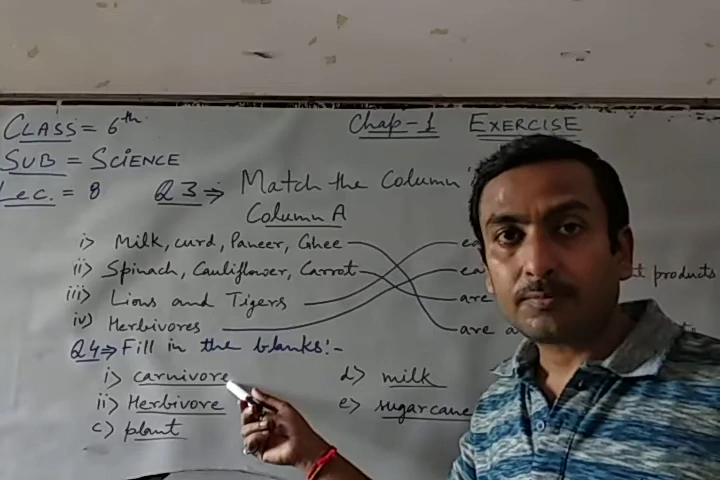 CLASS = 6th Chap-1 EXERCISE
SUB = SCIENCE
Lec. = 8 Q3⇒ Match the Column
Column A
i> Milk, curd, Paneer, Ghee
ii> Spinach, Cauliflower, Carrot products
iii> Lions and Tigers are
iv> Herbivores are
Q4⇒ Fill in the blanks:-
i> carnivore d> milk
ii> Herbivore e> sugarcane
c> plant